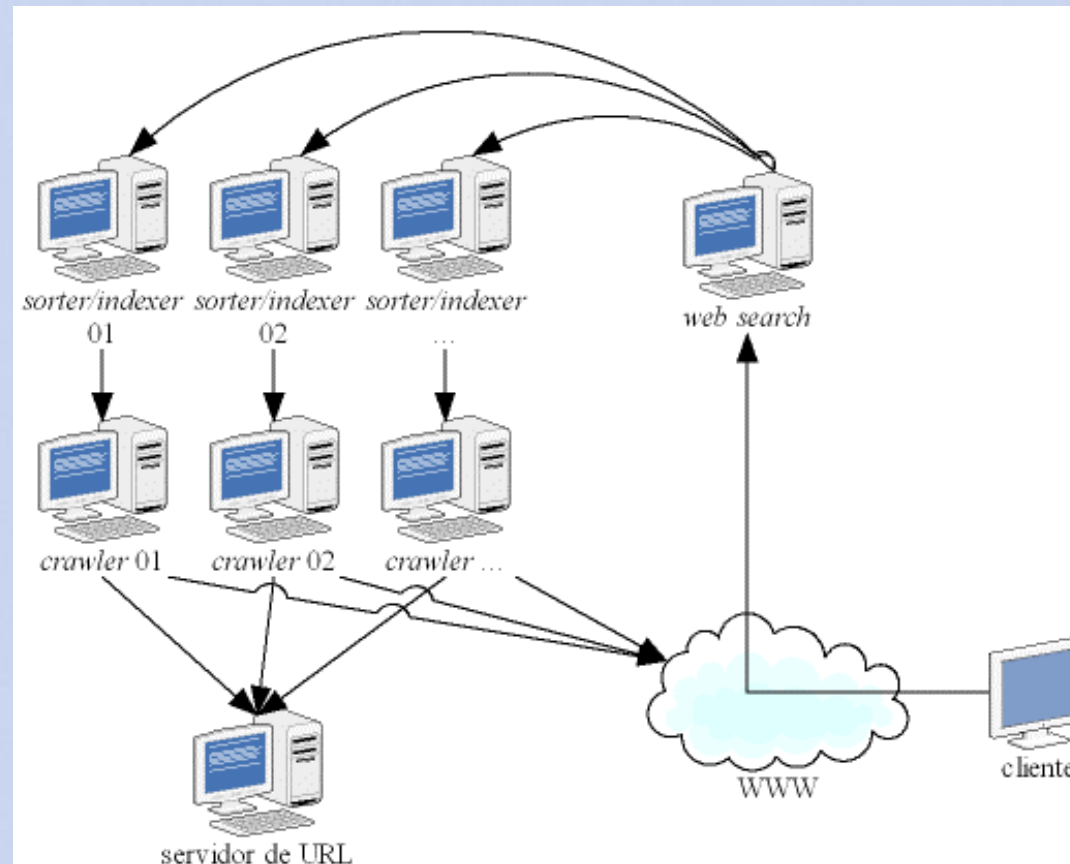 sorter/indexer
01
sorter/indexer
02
sorter/indexer
...
web search
crawler 01
crawler 02
crawler ...
WWW
cliente
servidor de URL